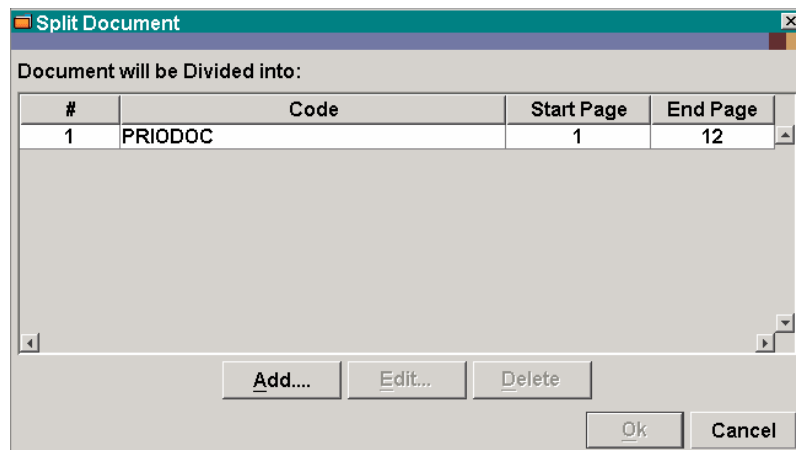 Split Document
Document will be Divided into:
# Code Start Page End Page
1 PRIODOC 1 12
Add.... Edit... Delete
Ok Cancel